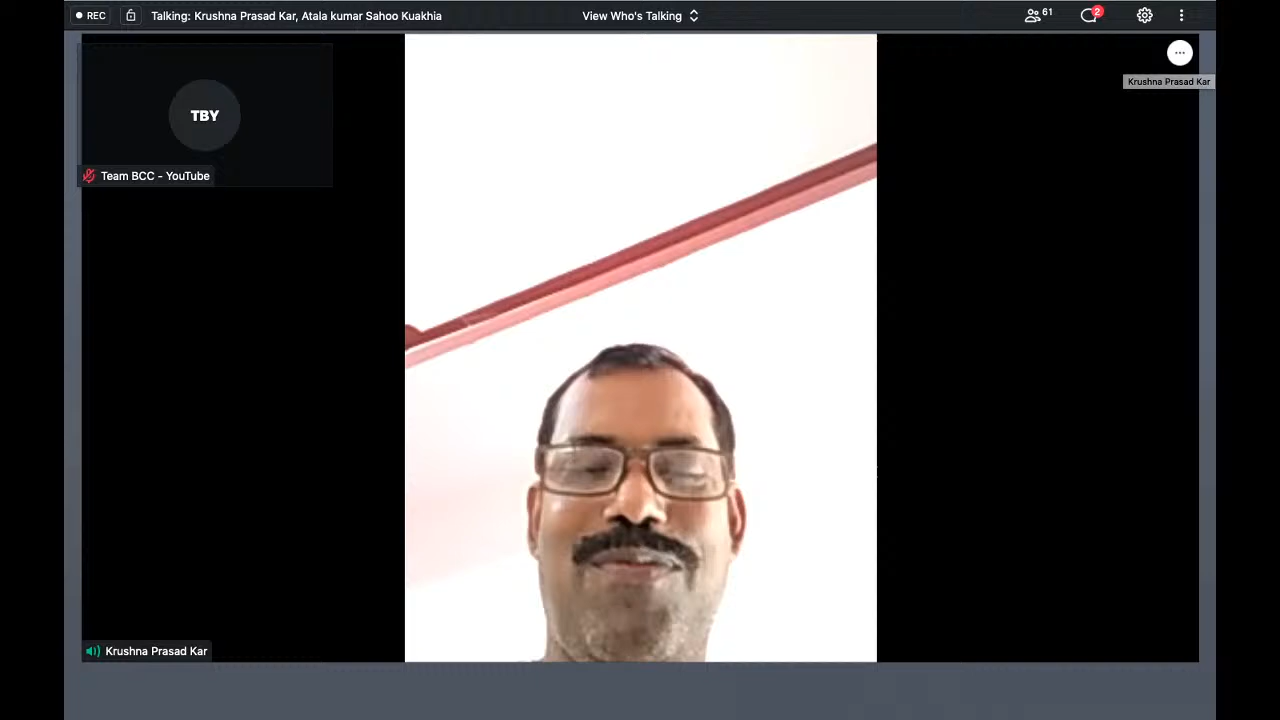 REC
Talking: Krushna Prasad Kar, Atala kumar Sahoo Kuakhia
View Who's Talking
61
2
Krushna Prasad Kar
TBY
Team BCC - YouTube
Krushna Prasad Kar